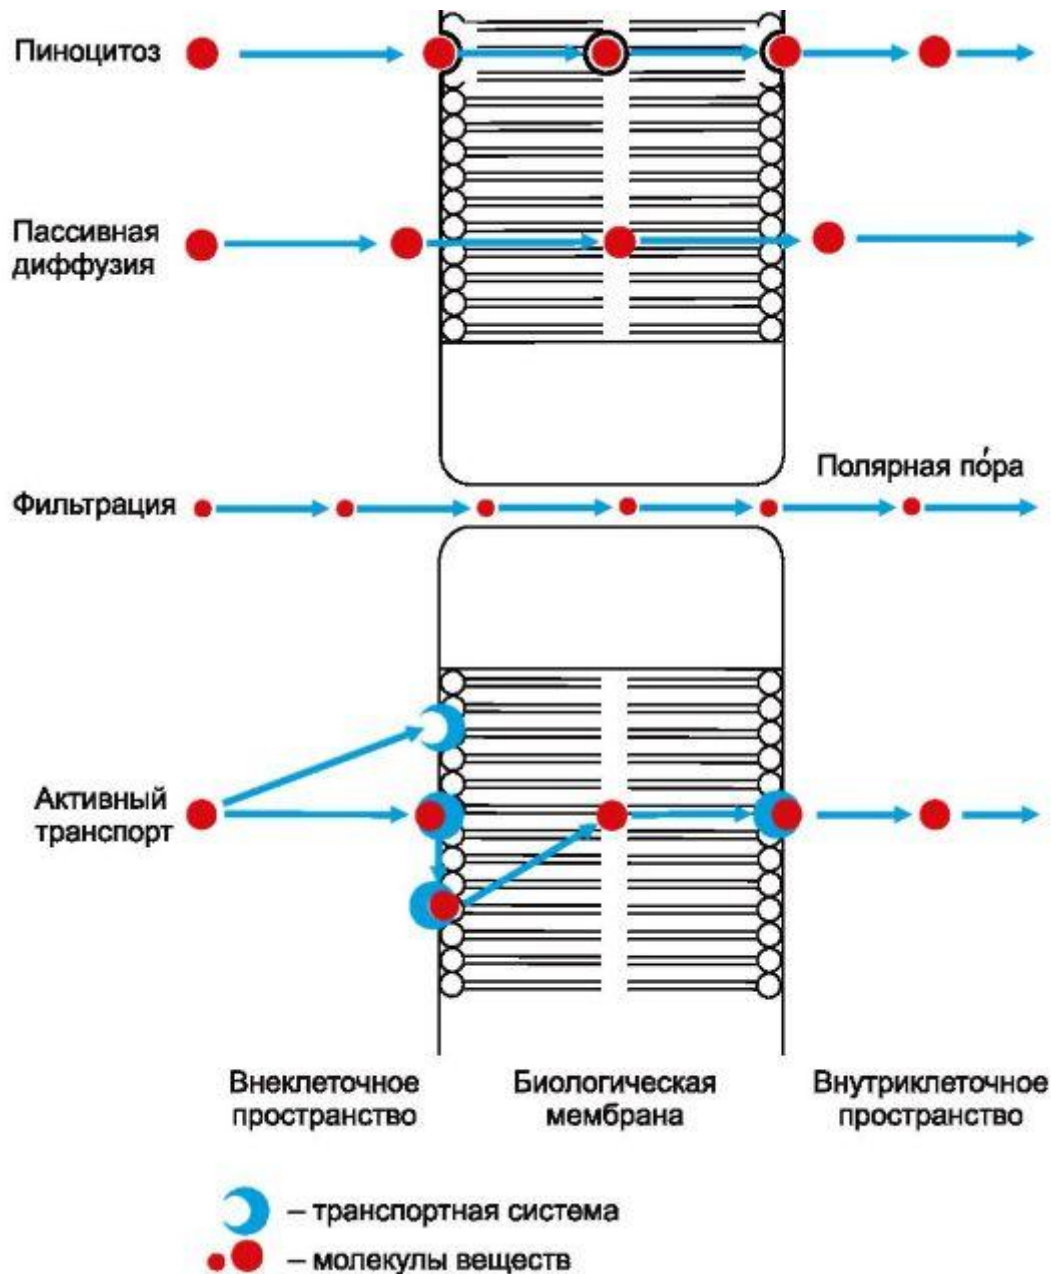 Пиноцитоз
Пассивная
диффузия
Полярная по́ра
Фильтрация
Активный
транспорт
Внеклеточное
пространство
Биологическая
мембрана
Внутриклеточное
пространство
– транспортная система
– молекулы веществ